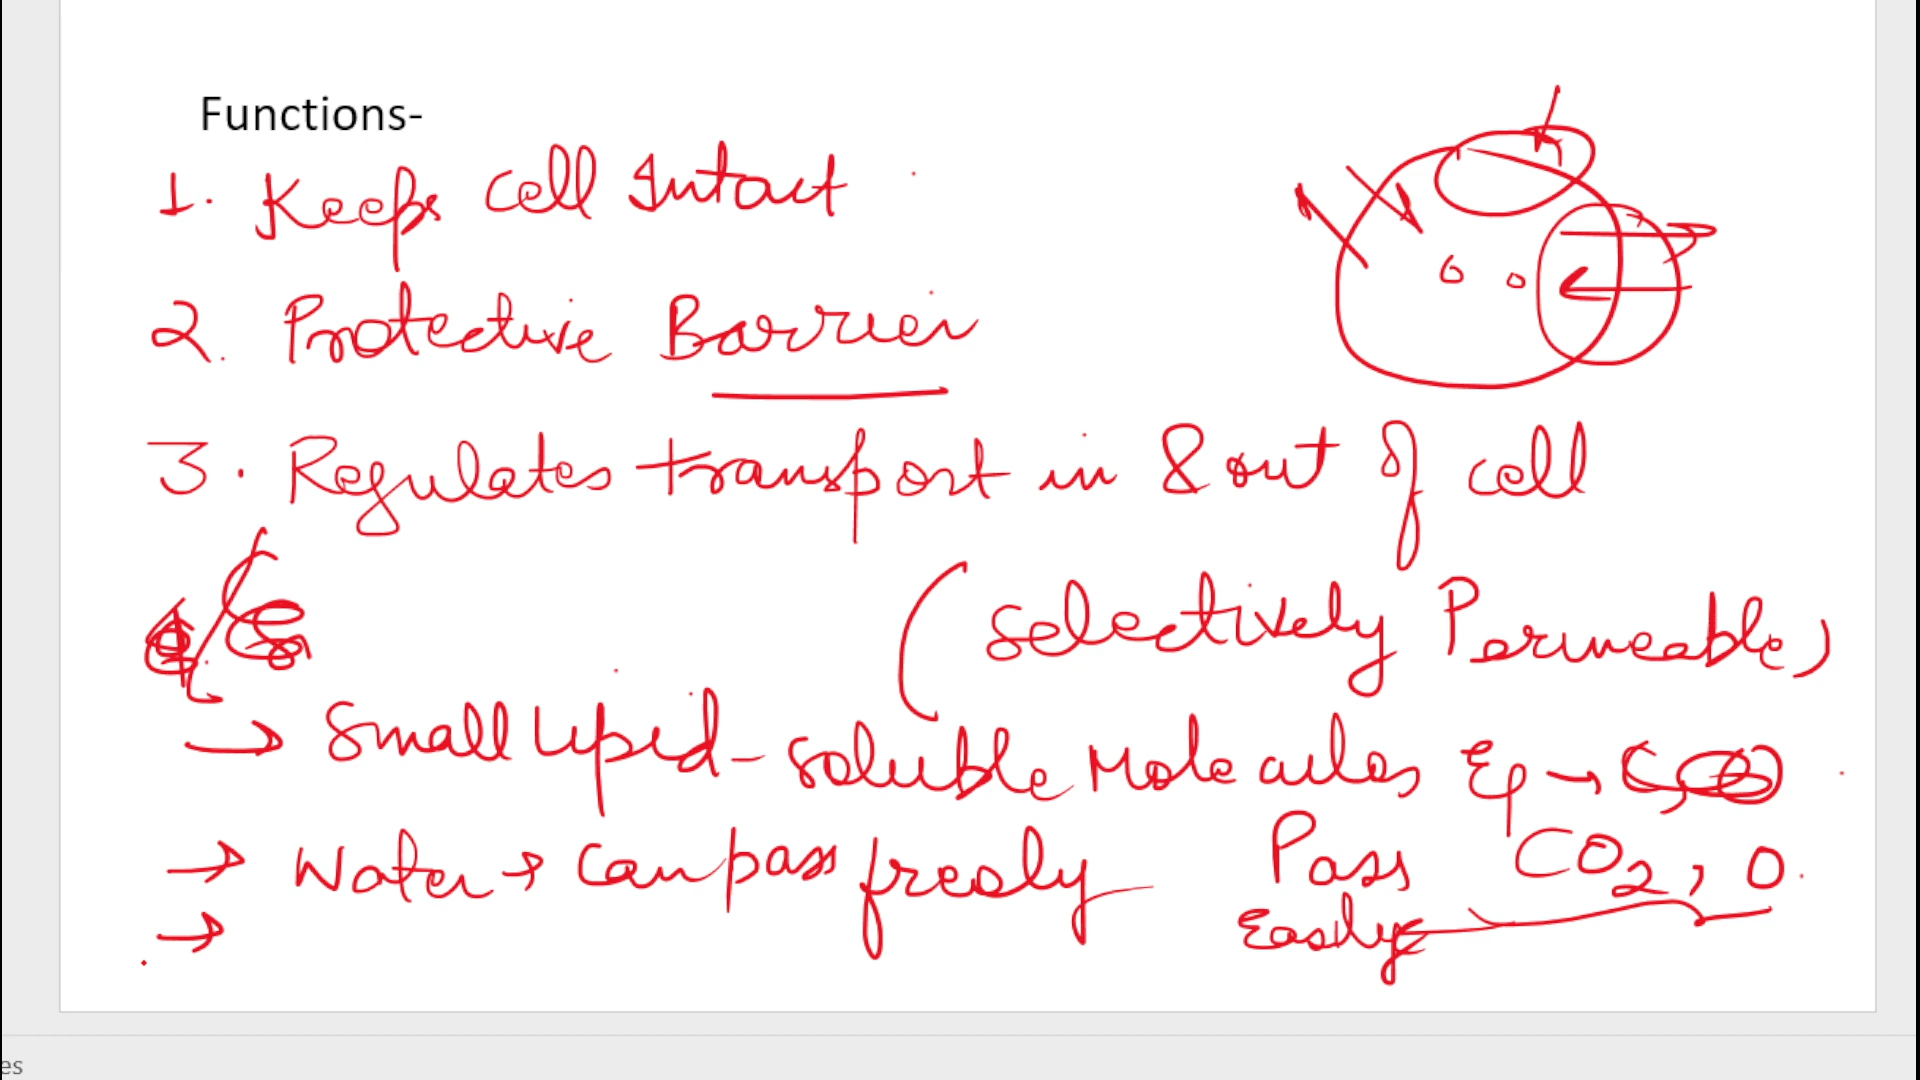 Functions-
1. Keeps cell Intact
2. Protective Barrier
3. Regulates transport in & out of cell
(selectively Permeable)
→ Small lipid-soluble Molecules Eg →
→ Water → can pass freely Pass CO2, O
→ Easily
es